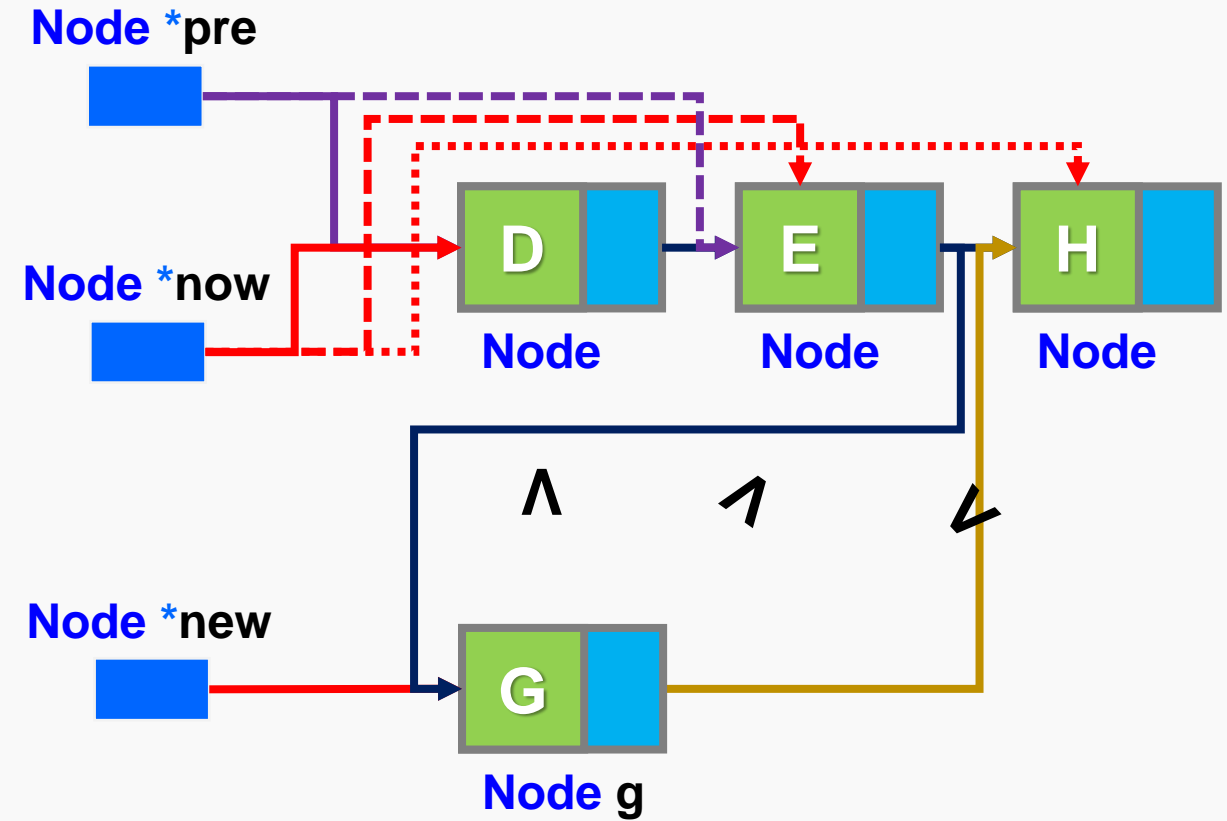 Node *pre
D
E
H
Node *now
Node
Node
Node
<
<
<
Node *new
G
Node g